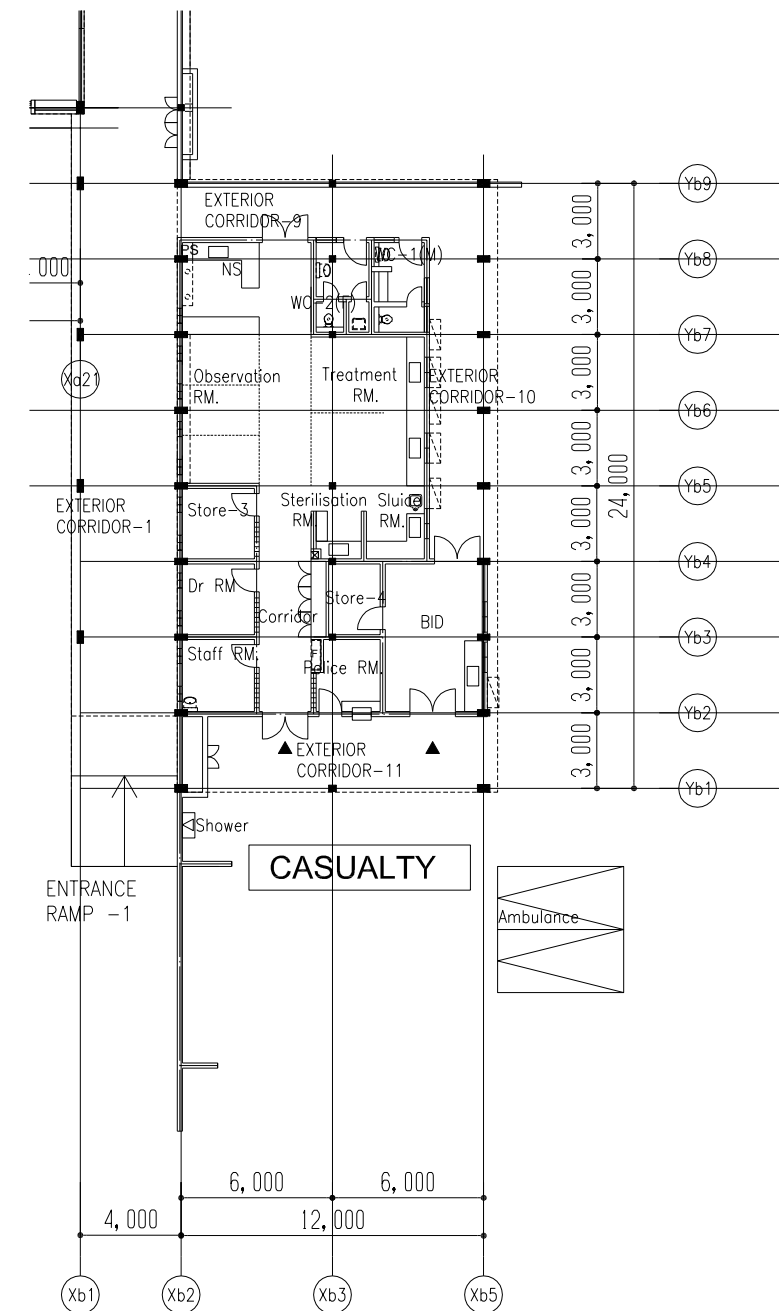 EXTERIOR
CORRIDOR-9
Yb9
3,000
PS
NS
WC-1(M)
Yb8
,000
WC-2(F)
3,000
Yb7
Xa21
Observation
RM.
Treatment
RM.
EXTERIOR
CORRIDOR-10
3,000
Yb6
3,000
24,000
Yb5
EXTERIOR
CORRIDOR-1
Store-3
Sterilisation
RM.
Sluice
RM.
3,000
Yb4
Dr RM
Corridor
Store-4
BID
3,000
Yb3
Staff RM.
Police RM.
3,000
Yb2
EXTERIOR
CORRIDOR-11
3,000
Yb1
Shower
CASUALTY
ENTRANCE
RAMP -1
Ambulance
6,000
6,000
4,000
12,000
Xb1
Xb2
Xb3
Xb5